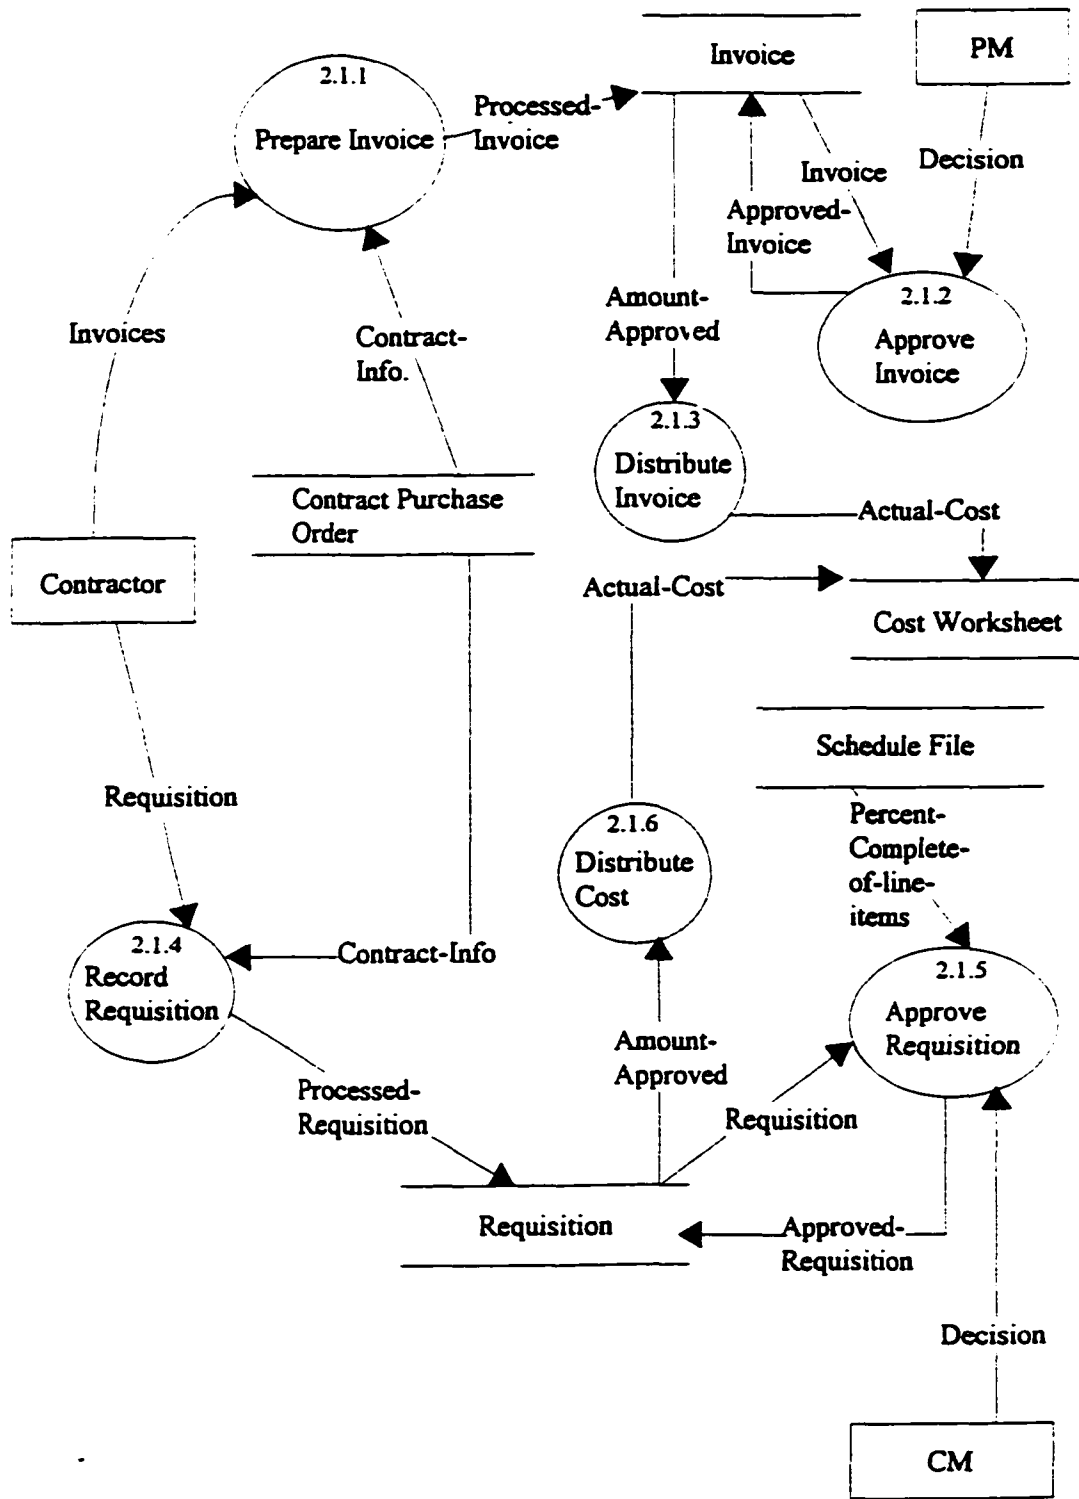 Invoice
PM
2.1.1
Prepare Invoice
Processed-
Invoice
Invoice
Decision
Approved-
Invoice
Invoices
Contract-
Info.
Amount-
Approved
2.1.2
Approve
Invoice
2.1.3
Distribute
Invoice
Contract Purchase
Order
Actual-Cost
Contractor
Actual-Cost
Cost Worksheet
Schedule File
Requisition
2.1.6
Distribute
Cost
Percent-
Complete-
of-line-
items
2.1.4
Record
Requisition
Contract-Info
2.1.5
Approve
Requisition
Amount-
Approved
Processed-
Requisition
Requisition
Requisition
Approved-
Requisition
Decision
CM